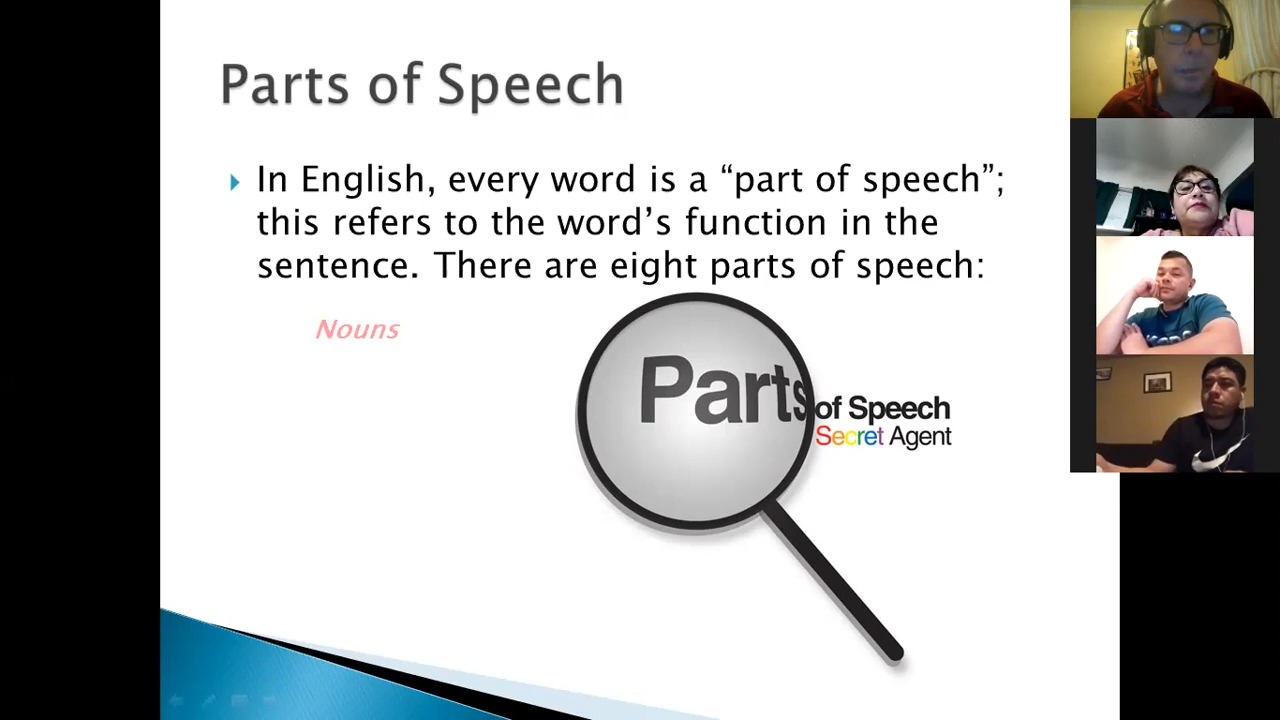 Parts of Speech
In English, every word is a “part of speech”;
this refers to the word’s function in the
sentence. There are eight parts of speech:
Nouns
Parts of Speech
Secret Agent